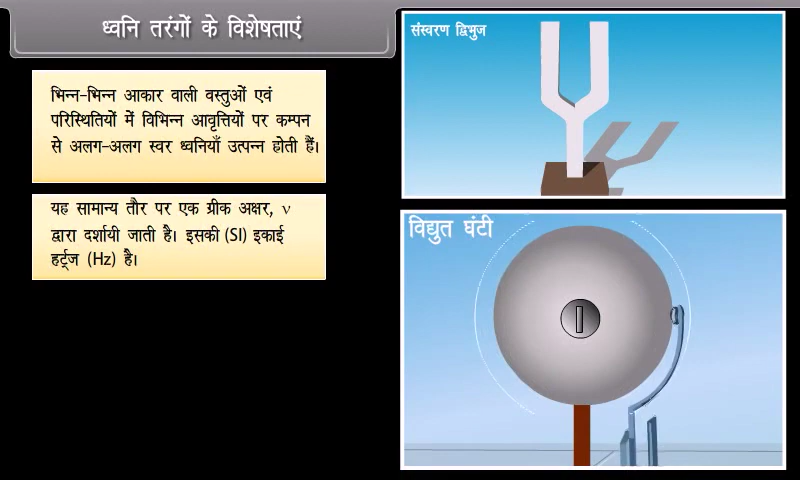 ध्वनि तरंगों के विशेषताएं
भिन्न-भिन्न आकार वाली वस्तुओं एवं
परिस्थितियों में विभिन्न आवृत्तियों पर कम्पन
से अलग-अलग स्वर ध्वनियाँ उत्पन्न होती हैं।
यह सामान्य तौर पर एक ग्रीक अक्षर, ν
द्वारा दर्शायी जाती है। इसकी (SI) इकाई
हर्ट्ज (Hz) है।
संस्वरण द्विभुज
विद्युत घंटी